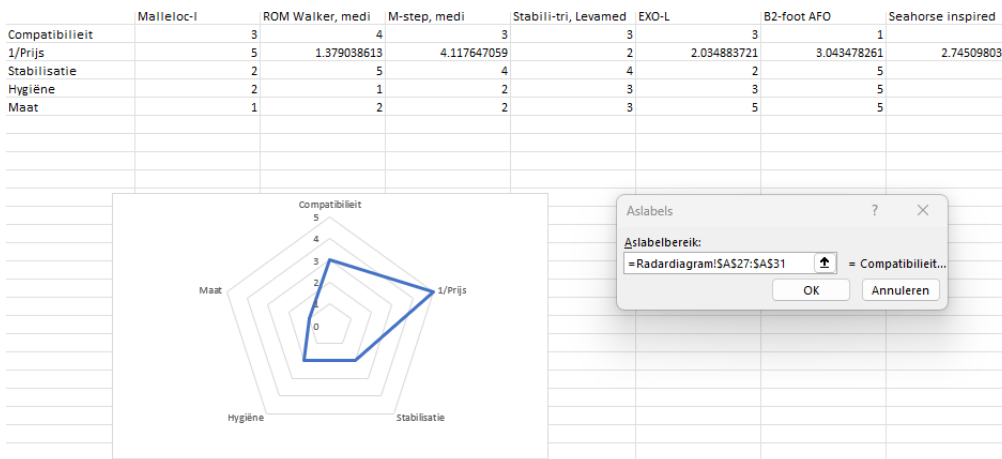 Malleloc-l ROM Walker, medi M-step, medi Stabili-tri, Levamed EXO-L B2-foot AFO Seahorse inspired
Compatibilieit 3 4 3 3 3 1
1/Prijs 5 1.379038613 4.117647059 2 2.034883721 3.043478261 2.74509803
Stabilisatie 2 5 4 4 2 5
Hygiëne 2 1 2 3 3 5
Maat 1 2 2 3 5 5
Compatibilieit
5
4
3
2
1
0
1/Prijs
Stabilisatie
Hygiëne
Maat
Aslabels ?
Aslabelbereik:
=Radardiagram!$A$27:$A$31 = Compatibilieit...
OK Annuleren